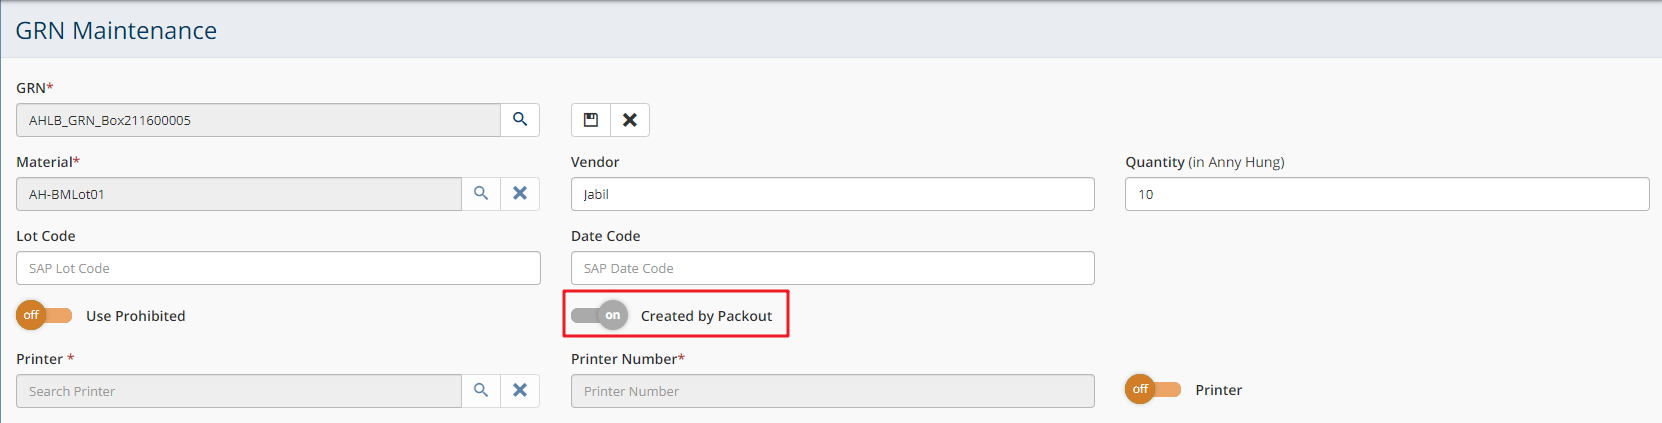 GRN Maintenance
GRN*
AHLB_GRN_Box211600005
Material*
Vendor
Quantity (in Anny Hung)
AH-BMLot01
Jabil
10
Lot Code
Date Code
SAP Lot Code
SAP Date Code
off
Use Prohibited
on
Created by Packout
Printer *
Printer Number*
Search Printer
Printer Number
off
Printer